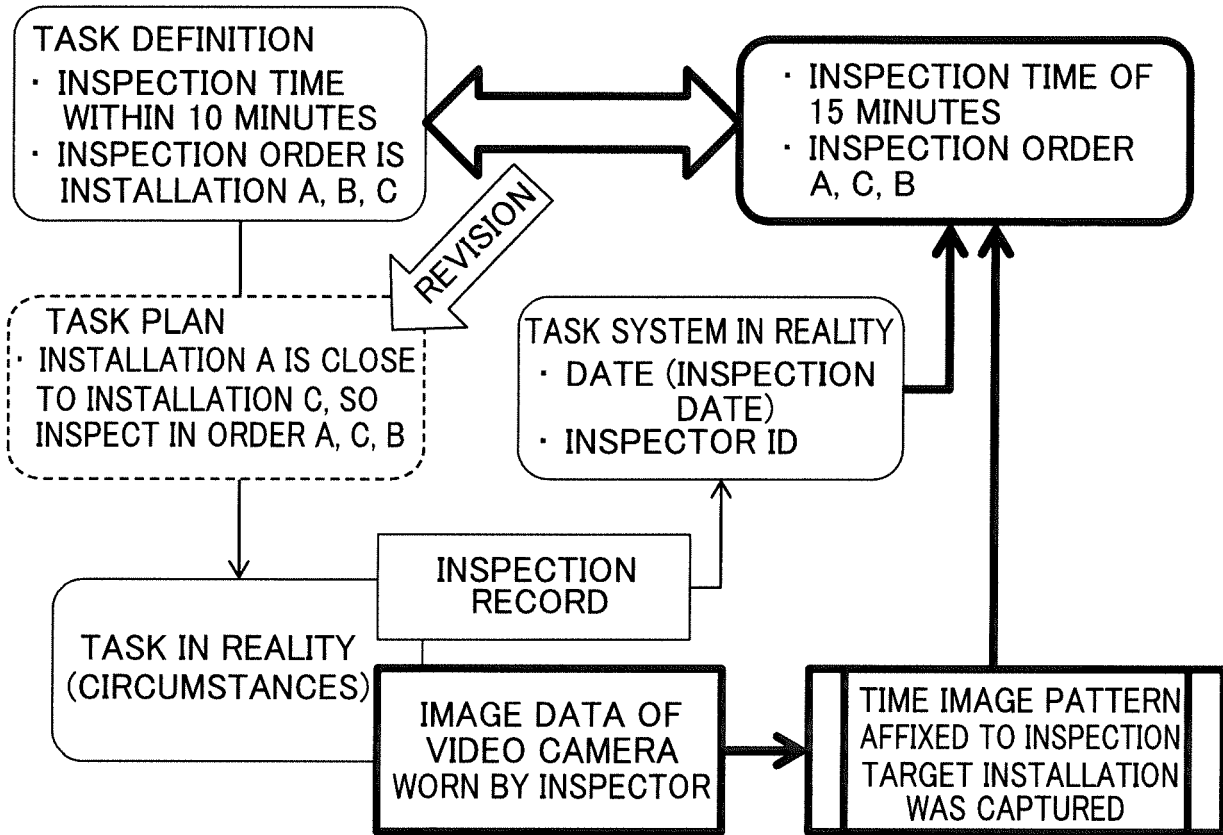 TASK DEFINITION
· INSPECTION TIME
WITHIN 10 MINUTES
· INSPECTION ORDER IS
INSTALLATION A, B, C
· INSPECTION TIME OF
15 MINUTES
· INSPECTION ORDER
A, C, B
REVISION
TASK PLAN
· INSTALLATION A IS CLOSE
TO INSTALLATION C, SO
INSPECT IN ORDER A, C, B
TASK SYSTEM IN REALITY
· DATE (INSPECTION
DATE)
· INSPECTOR ID
INSPECTION
RECORD
TASK IN REALITY
(CIRCUMSTANCES)
IMAGE DATA OF
VIDEO CAMERA
WORN BY INSPECTOR
TIME IMAGE PATTERN
AFFIXED TO INSPECTION
TARGET INSTALLATION
WAS CAPTURED